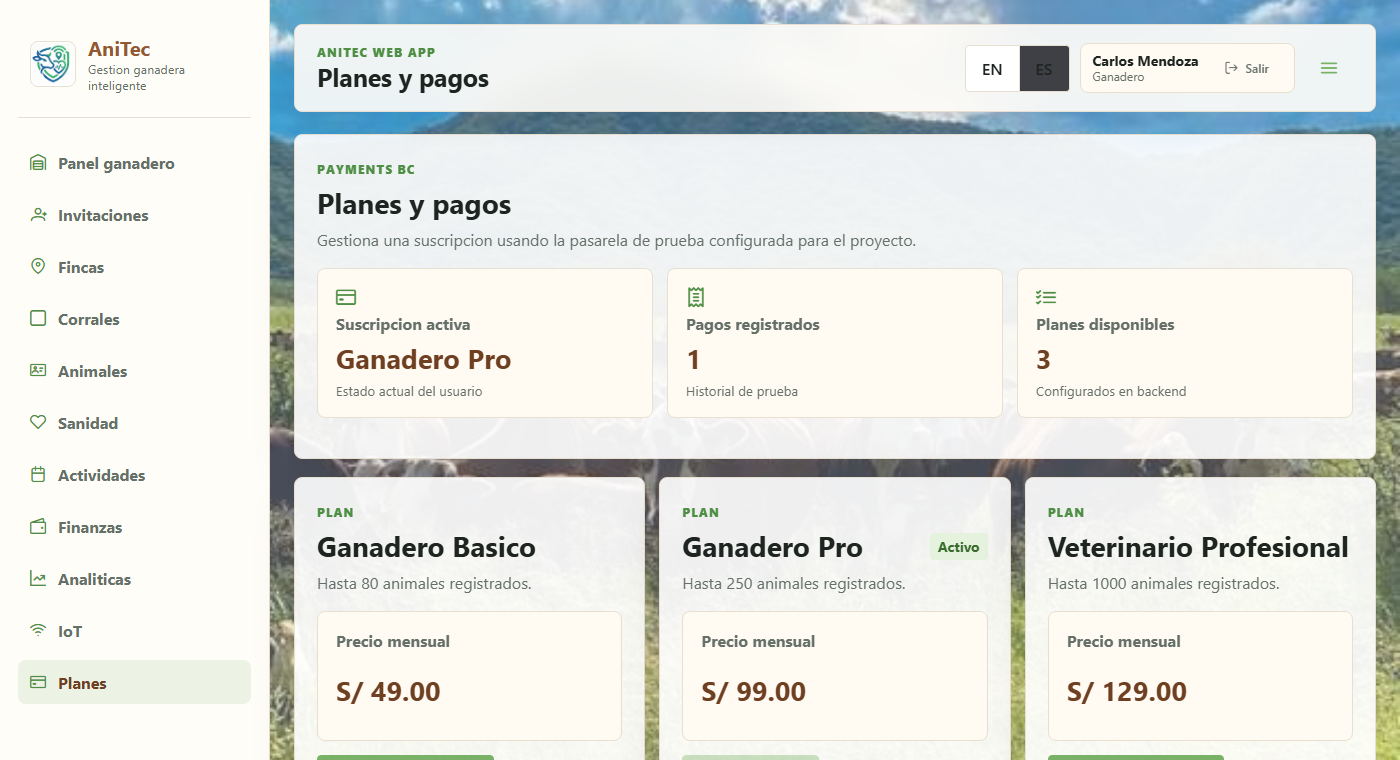 AniTec
Gestion ganadera
inteligente
Panel ganadero
Invitaciones
Fincas
Corrales
Animales
Sanidad
Actividades
Finanzas
Analiticas
IoT
Planes
ANITEC WEB APP
Planes y pagos
EN
ES
Carlos Mendoza
Ganadero
Salir
PAYMENTS BC
Planes y pagos
Gestiona una suscripcion usando la pasarela de prueba configurada para el proyecto.
Suscripcion activa
Ganadero Pro
Estado actual del usuario
Pagos registrados
1
Historial de prueba
Planes disponibles
3
Configurados en backend
PLAN
Ganadero Basico
Hasta 80 animales registrados.
Precio mensual
S/ 49.00
PLAN
Ganadero Pro
Activo
Hasta 250 animales registrados.
Precio mensual
S/ 99.00
PLAN
Veterinario Profesional
Hasta 1000 animales registrados.
Precio mensual
S/ 129.00